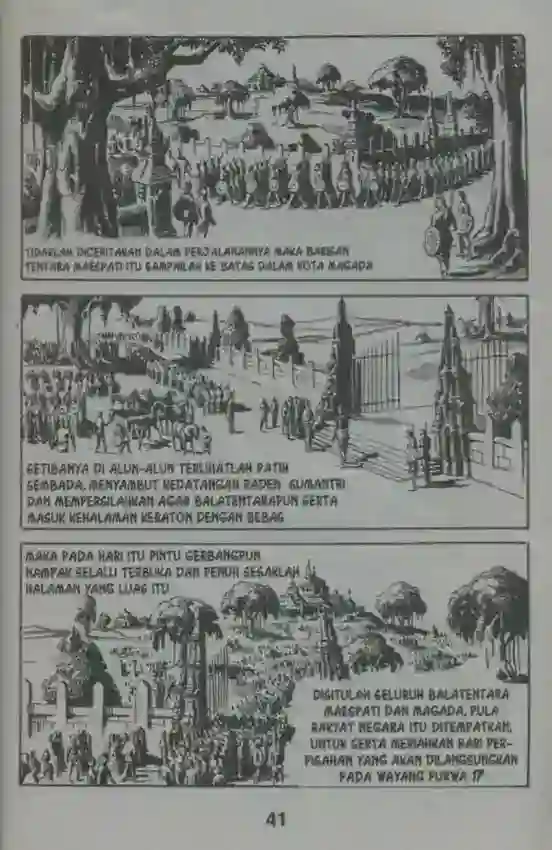 TIDAKLAH DICERITAKAN DALAM PERJALANANNYA MAKA BARISAN
TENTARA MAESPATI ITU SAMPAILAH KE BATAS DALAM KOTA MAGADA
SETIBANYA DI ALUN-ALUN TERLIHATLAH PATIH
SEMBADA, MENYAMBUT KEDATANGAN RADEN SUMANTRI
DAN MEMPERSILAHKAN AGAR BALATENTARAPUN SERTA
MASUK KEHALAMAN KERATON DENGAN BEBAS
MAKA PADA HARI ITU PINTU GERBANGPUN
NAMPAK SELALU TERBUKA DAN PENUH SESAKLAH
HALAMAN YANG LUAS ITU
DISITULAH SELURUH BALATENTARA
MAESPATI DAN MAGADA, PULA
RAKYAT NEGARA ITU DITEMPATKAN,
UNTUK SERTA MERIAHKAN HARI PER-
PISAHAN YANG AKAN DILANGSUNGKAN
PADA WAYANG PURWA 17
41